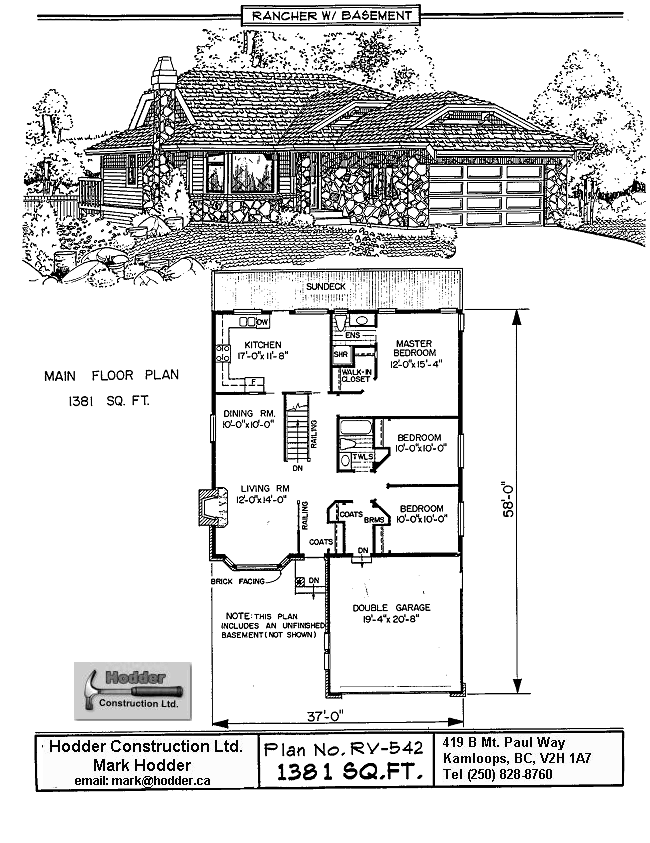 RANCHER W/ BASEMENT
SUNDECK
DW
KITCHEN
17'-0"x 11'-8"
F
ENS
SHR
WALK-IN
CLOSET
MASTER
BEDROOM
12'-0"x 15'-4"
MAIN FLOOR PLAN
1381 SQ. FT.
DINING RM.
10'-0"x10'-0"
RAILING
DN
TWLS
BEDROOM
10'-0"x10'-0"
LIVING RM
12'-0"x14'-0"
RAILING
COATS
COATS
BRMS
BEDROOM
10'-0"x 10'-0"
58'-0"
DN
BRICK FACING
DN
NOTE: THIS PLAN
INCLUDES AN UNFINISHED
BASEMENT (NOT SHOWN)
DOUBLE GARAGE
19'-4"x 20'-8"
Hodder
Construction Ltd.
37'-0"
Hodder Construction Ltd.
Mark Hodder
email: mark@hodder.ca
Plan No. RV-542
1381 SQ.FT.
419 B Mt. Paul Way
Kamloops, BC, V2H 1A7
Tel (250) 828-8760